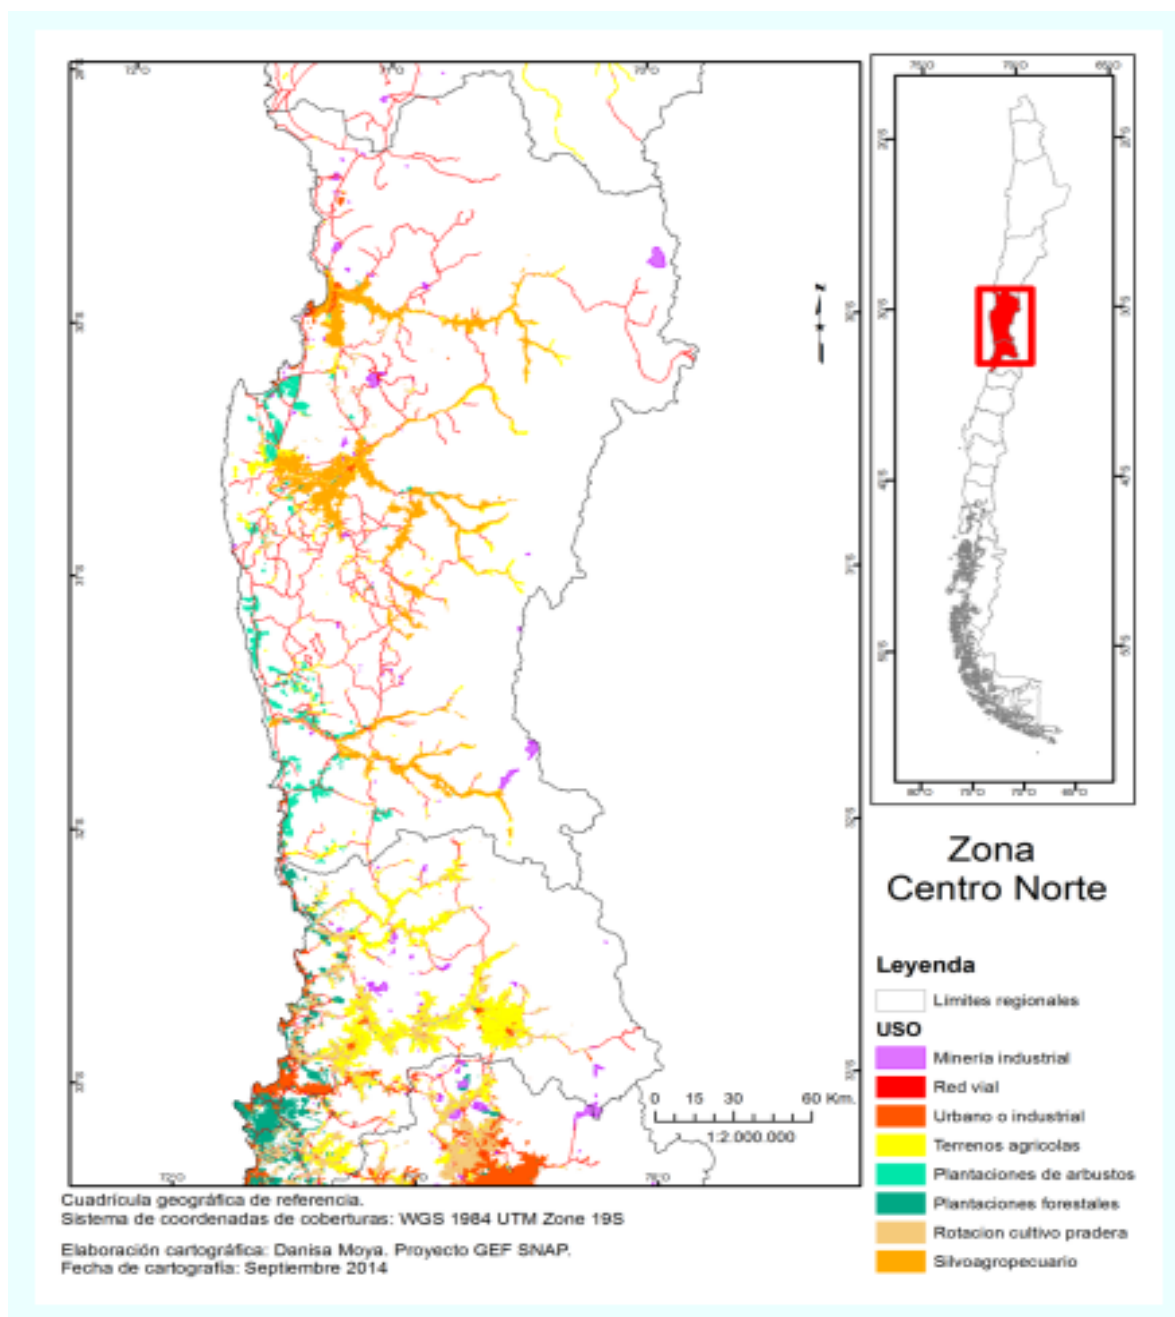 Zona
Centro Norte
Leyenda
Límites regionales
USO
Minería industrial
Red vial
Urbano o industrial
Terrenos agricolas
Plantaciones de arbustos
Plantaciones forestales
Rotacion cultivo pradera
Silvoagropecuario
0 15 30 60 Km.
1:2.000.000
Cuadrícula geográfica de referencia.
Sistema de coordenadas de coberturas: WGS 1984 UTM Zone 19S
Elaboración cartográfica: Danisa Moya. Proyecto GEF SNAP.
Fecha de cartografía: Septiembre 2014